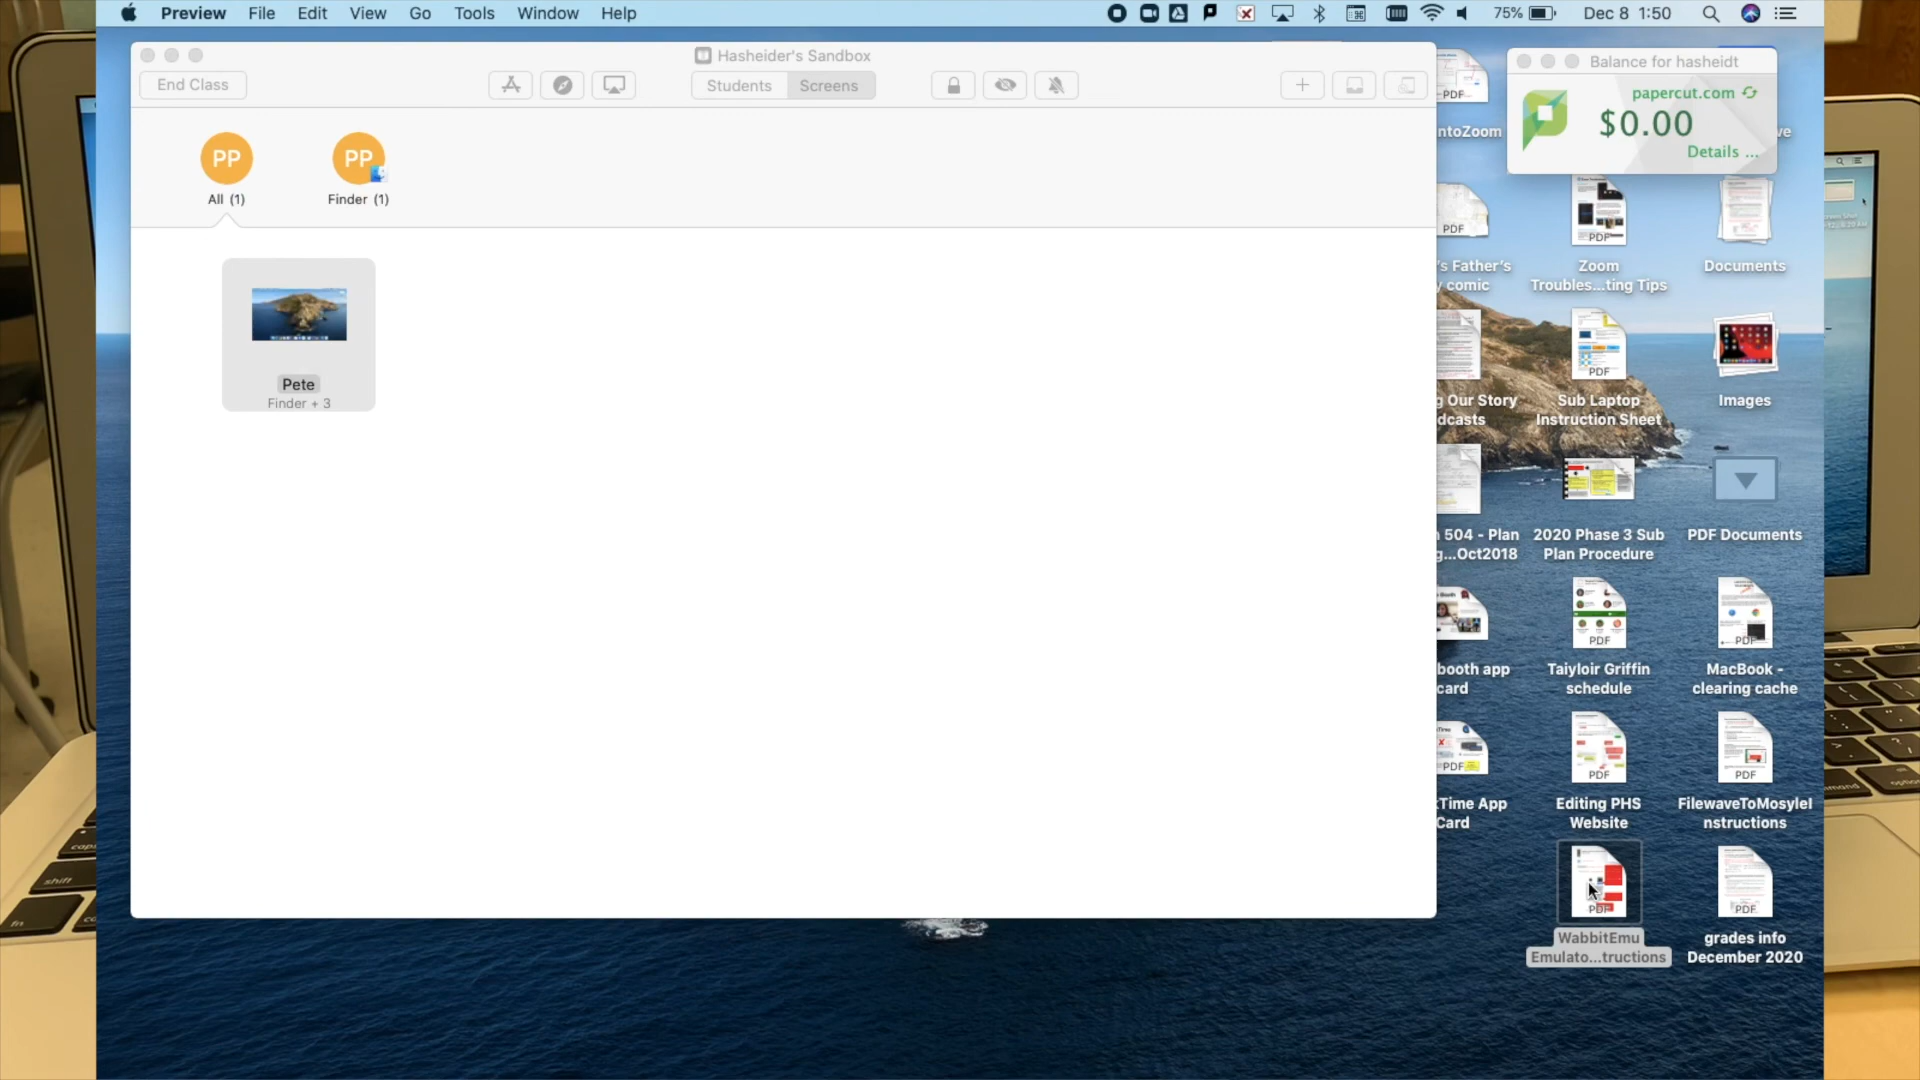 Preview File Edit View Go Tools Window Help
75% Dec 8 1:50
Hasheider's Sandbox
End Class
Students Screens
PP
All (1)
PP
Finder (1)
Pete
Finder + 3
Balance for hasheidt
papercut.com
$0.00
Details ...
PDF
ntoZoom
ve
PDF
's Father's
y comic
PDF
Zoom
Troubles...ting Tips
Documents
g Our Story
dcasts
PDF
Sub Laptop
Instruction Sheet
Images
504 - Plan
g...Oct2018
2020 Phase 3 Sub
Plan Procedure
PDF Documents
booth app
card
PDF
Taiyloir Griffin
schedule
PDF
MacBook -
clearing cache
PDF
Time App
Card
PDF
Editing PHS
Website
PDF
FilewaveToMosyleI
nstructions
PDF
WabbitEmu
Emulato...tructions
PDF
grades info
December 2020
shift
fn